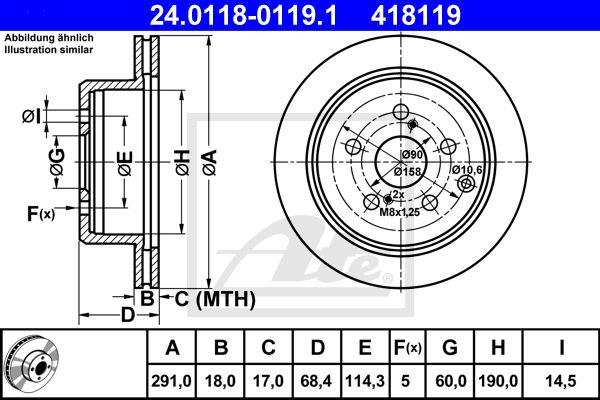 24.0118-0119.1 418119
Abbildung ähnlich
Illustration similar
ØI
ØG
ØE
ØH
ØA
F(x)
B
C (MTH)
D
Ø90
Ø158
Ø10,6
2x
M8x1,25
Ate
®
A B C D E F(x) G H I
291,0 18,0 17,0 68,4 114,3 5 60,0 190,0 14,5